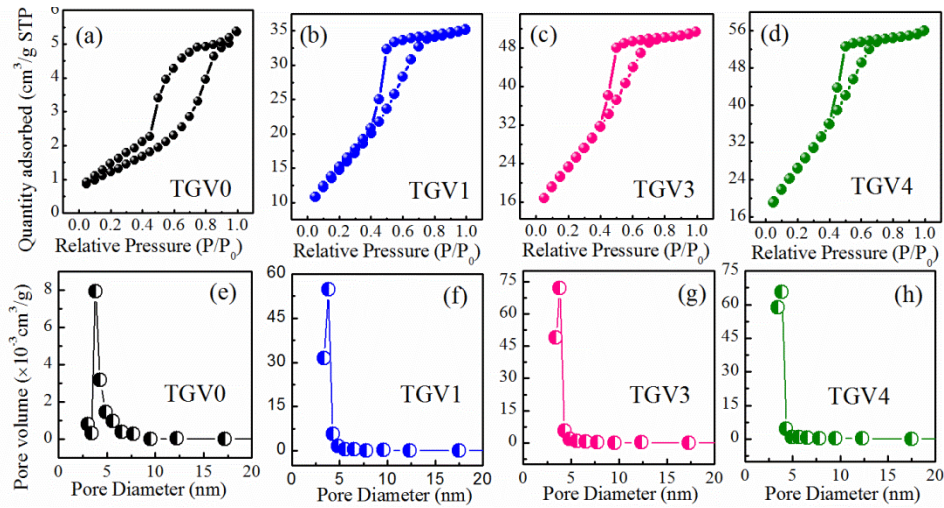 Quantity adsorbed (cm³/g STP
6
5
4
3
2
1
0
(a)
TGV0
0.0 0.2 0.4 0.6 0.8 1.0
Relative Pressure (P/P₀)
35
30
25
20
15
10
(b)
TGV1
0.0 0.2 0.4 0.6 0.8 1.0
Relative Pressure (P/P₀)
48
40
32
24
16
(c)
TGV3
0.0 0.2 0.4 0.6 0.8 1.0
Relative Pressure (P/P₀)
56
48
40
32
24
16
(d)
TGV4
0.0 0.2 0.4 0.6 0.8 1.0
Relative Pressure (P/P₀)
Pore volume (×10⁻³cm³/g)
8
6
4
2
0
(e)
TGV0
0 5 10 15 20
Pore Diameter (nm)
60
45
30
15
0
(f)
TGV1
0 5 10 15 20
Pore Diameter (nm)
75
60
45
30
15
0
(g)
TGV3
0 5 10 15 20
Pore Diameter (nm)
75
60
45
30
15
0
(h)
TGV4
0 5 10 15 20
Pore Diameter (nm)